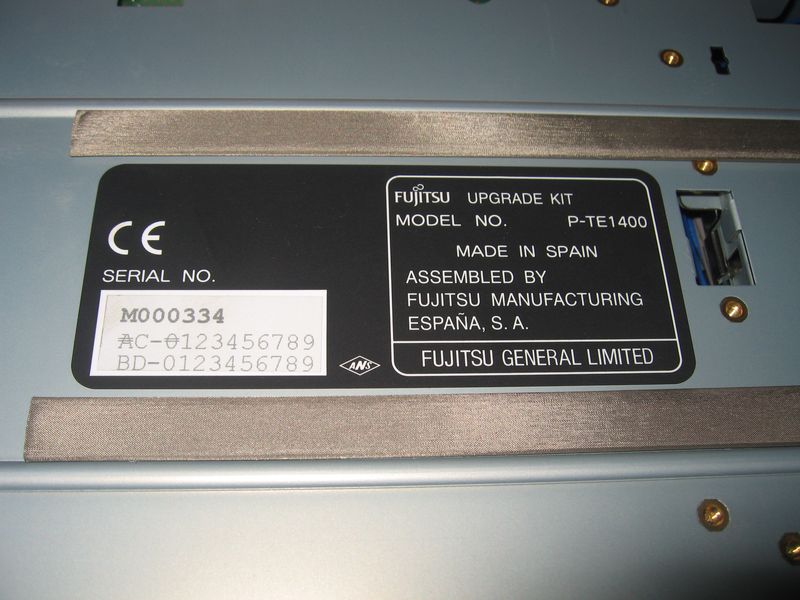 CE
SERIAL NO.
M000334
AC-0123456789
BD-0123456789
ANS
FUJITSU UPGRADE KIT
MODEL NO. P-TE1400
MADE IN SPAIN
ASSEMBLED BY
FUJITSU MANUFACTURING
ESPAÑA, S. A.
FUJITSU GENERAL LIMITED